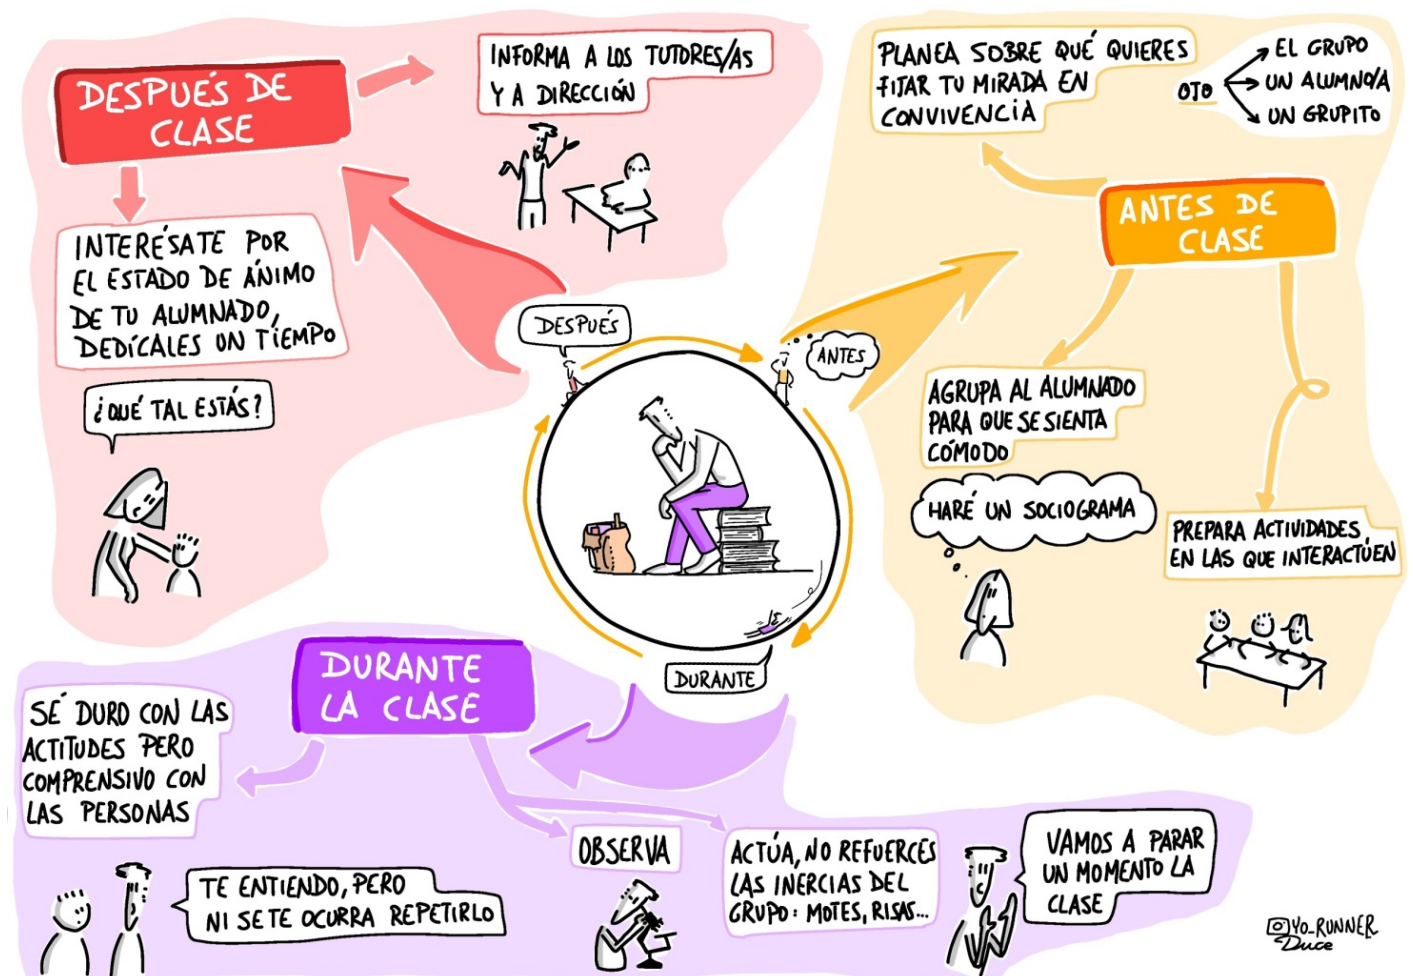 DESPUÉS DE
CLASE
INFORMA A LOS TUTORES/AS
Y A DIRECCIÓN
INTERÉSATE POR
EL ESTADO DE ÁNIMO
DE TU ALUMNADO,
DEDÍCALES UN TIEMPO
¿QUÉ TAL ESTÁS?
PLANEA SOBRE QUÉ QUIERES
FIJAR TU MIRADA EN
CONVIVENCIA
OJO
EL GRUPO
UN ALUMNO/A
UN GRUPITO
ANTES DE
CLASE
AGRUPA AL ALUMNADO
PARA QUE SE SIENTA
CÓMODO
HARÉ UN SOCIOGRAMA
PREPARA ACTIVIDADES
EN LAS QUE INTERACTÚEN
DESPUÉS
ANTES
DURANTE
DURANTE
LA CLASE
SÉ DURO CON LAS
ACTITUDES PERO
COMPRENSIVO CON
LAS PERSONAS
TE ENTIENDO, PERO
NI SE TE OCURRA REPETIRLO
OBSERVA
ACTÚA, NO REFUERCES
LAS INERCIAS DEL
GRUPO: MOTES, RISAS...
VAMOS A PARAR
UN MOMENTO LA
CLASE
YO_RUNNER
Duce